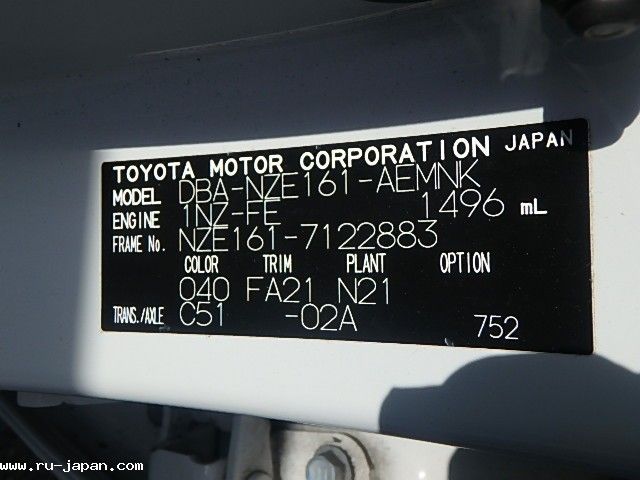 TOYOTA MOTOR CORPORATION JAPAN
MODEL DBA-NZE161-AEMNK
ENGINE 1NZ-FE 1496 mL
FRAME No. NZE161-7122883
COLOR TRIM PLANT OPTION
040 FA21 N21
TRANS./AXLE C51 -02A 752
www.ru-japan.com